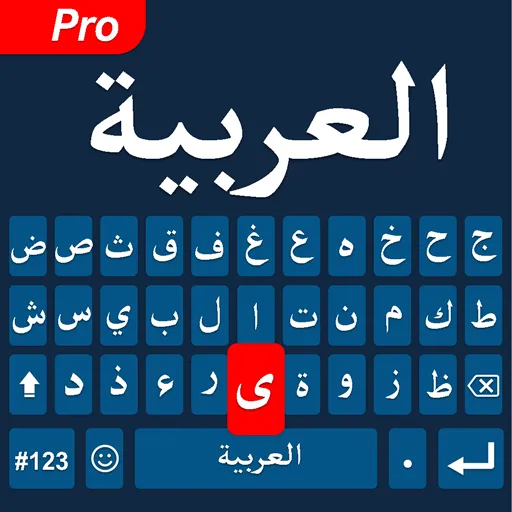 Pro
العربية
ض ص ث ق ف غ ع ه خ ح ج
ش س ي ب ل ا ت ن م ك ط
د ذ ء ر ى ة و ز ظ
#123 العربية .